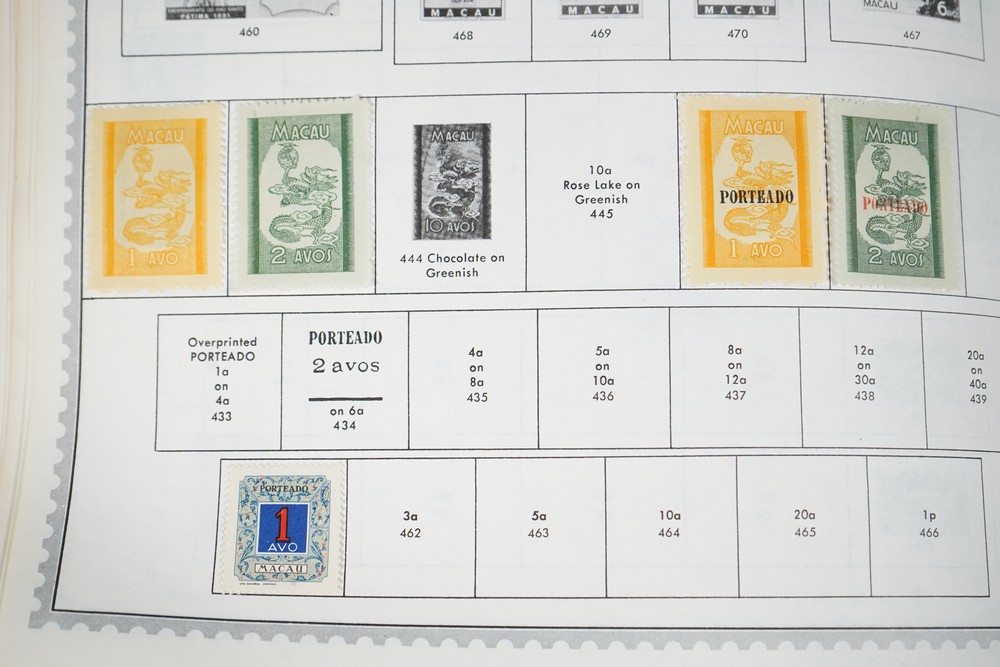 FATIMA 1951
460
MACAU
468
MACAU
469
MACAU
470
MACAU
467
MACAU
1 AVO
MACAU
2 AVOS
MACAU
10 AVOS
444 Chocolate on
Greenish
10a
Rose Lake on
Greenish
445
MACAU
PORTEADO
1 AVO
MACAU
PORTEADO
2 AVOS
Overprinted
PORTEADO
1a
on
4a
433
PORTEADO
2 avos
on 6a
434
4a
on
8a
435
5a
on
10a
436
8a
on
12a
437
12a
on
30a
438
20a
on
40a
439
PORTEADO
1
AVO
MACAU
3a
462
5a
463
10a
464
20a
465
1p
466